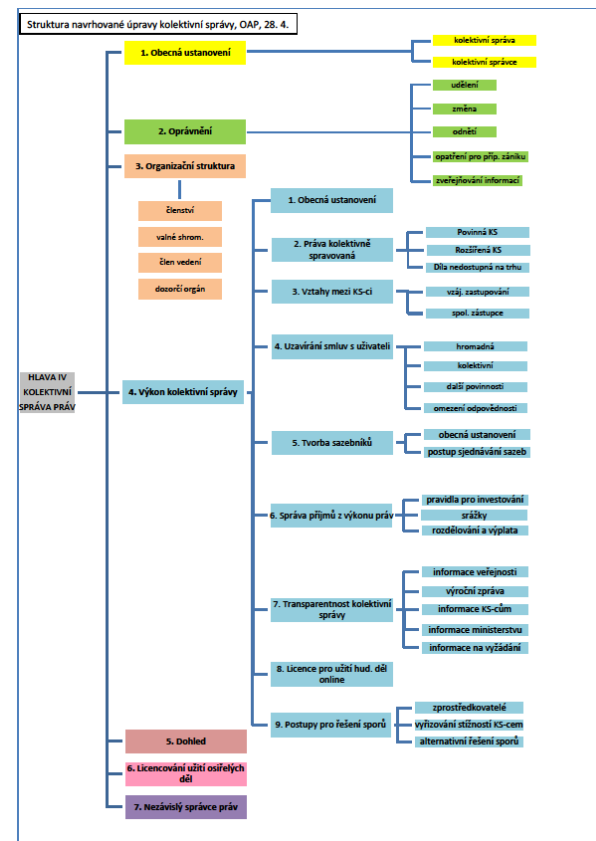 Struktura navrhované úpravy kolektivní správy, OAP, 28. 4.
1. Obecná ustanovení
kolektivní správa
kolektivní správce
2. Oprávnění
udělení
změna
odnětí
opatření pro příp. zániku
zveřejňování informací
3. Organizační struktura
členství
valné shrom.
člen vedení
dozorčí orgán
HLAVA IV
KOLEKTIVNÍ
SPRÁVA PRÁV
4. Výkon kolektivní správy
1. Obecná ustanovení
2. Práva kolektivně
spravovaná
Povinná KS
Rozšířená KS
Díla nedostupná na trhu
3. Vztahy mezi KS-ci
vzáj. zastupování
spol. zástupce
4. Uzavírání smluv s uživateli
hromadná
kolektivní
další povinnosti
omezení odpovědnosti
5. Tvorba sazebníků
obecná ustanovení
postup sjednávání sazeb
6. Správa příjmů z výkonu práv
pravidla pro investování
srážky
rozdělování a výplata
7. Transparentnost kolektivní
správy
informace veřejnosti
výroční zpráva
informace KS-cům
informace ministerstvu
informace na vyžádání
8. Licence pro užití hud. děl
online
9. Postupy pro řešení sporů
zprostředkovatelé
vyřizování stížností KS-cem
alternativní řešení sporů
5. Dohled
6. Licencování užití osiřelých
děl
7. Nezávislý správce práv